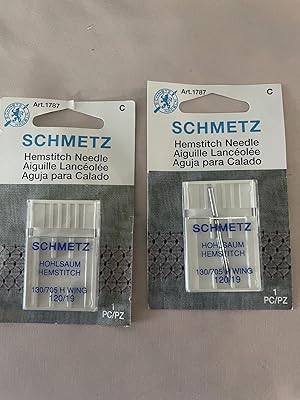 Art.1787
C
SCHMETZ
Hemstitch Needle
Aiguille Lancéolée
Aguja para Calado
SCHMETZ
HOHLSAUM
HEMSTITCH
130/705 H WING
120/19
1
PC/PZ
Art.1787
C
SCHMETZ
Hemstitch Needle
Aiguille Lancéolée
Aguja para Calado
SCHMETZ
HOHLSAUM
HEMSTITCH
130/705 H WING
120/19
1
PC/PZ